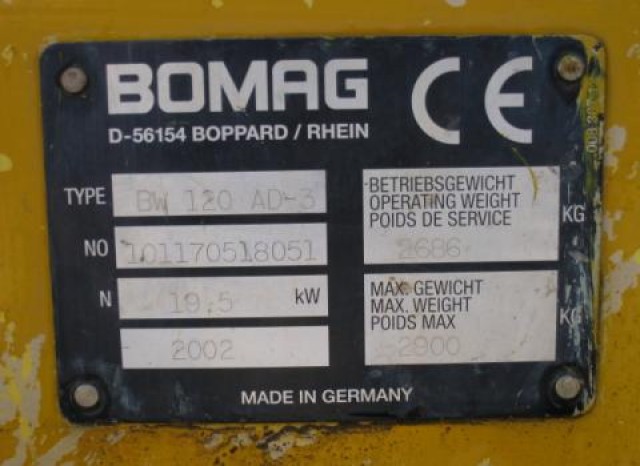 BOMAG CE
D-56154 BOPPARD / RHEIN
TYPE BW 120 AD-3
NO 101170518051
N 19.5 kW
2002
BETRIEBSGEWICHT
OPERATING WEIGHT
POIDS DE SERVICE
2686 KG
MAX. GEWICHT
MAX. WEIGHT
POIDS MAX
2900 KG
MADE IN GERMANY